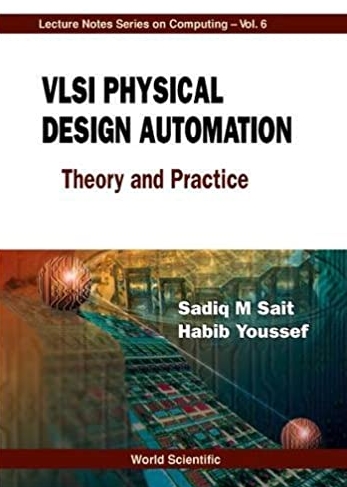 Lecture Notes Series on Computing – Vol. 6
VLSI PHYSICAL
DESIGN AUTOMATION
Theory and Practice
Sadiq M Sait
Habib Youssef
World Scientific